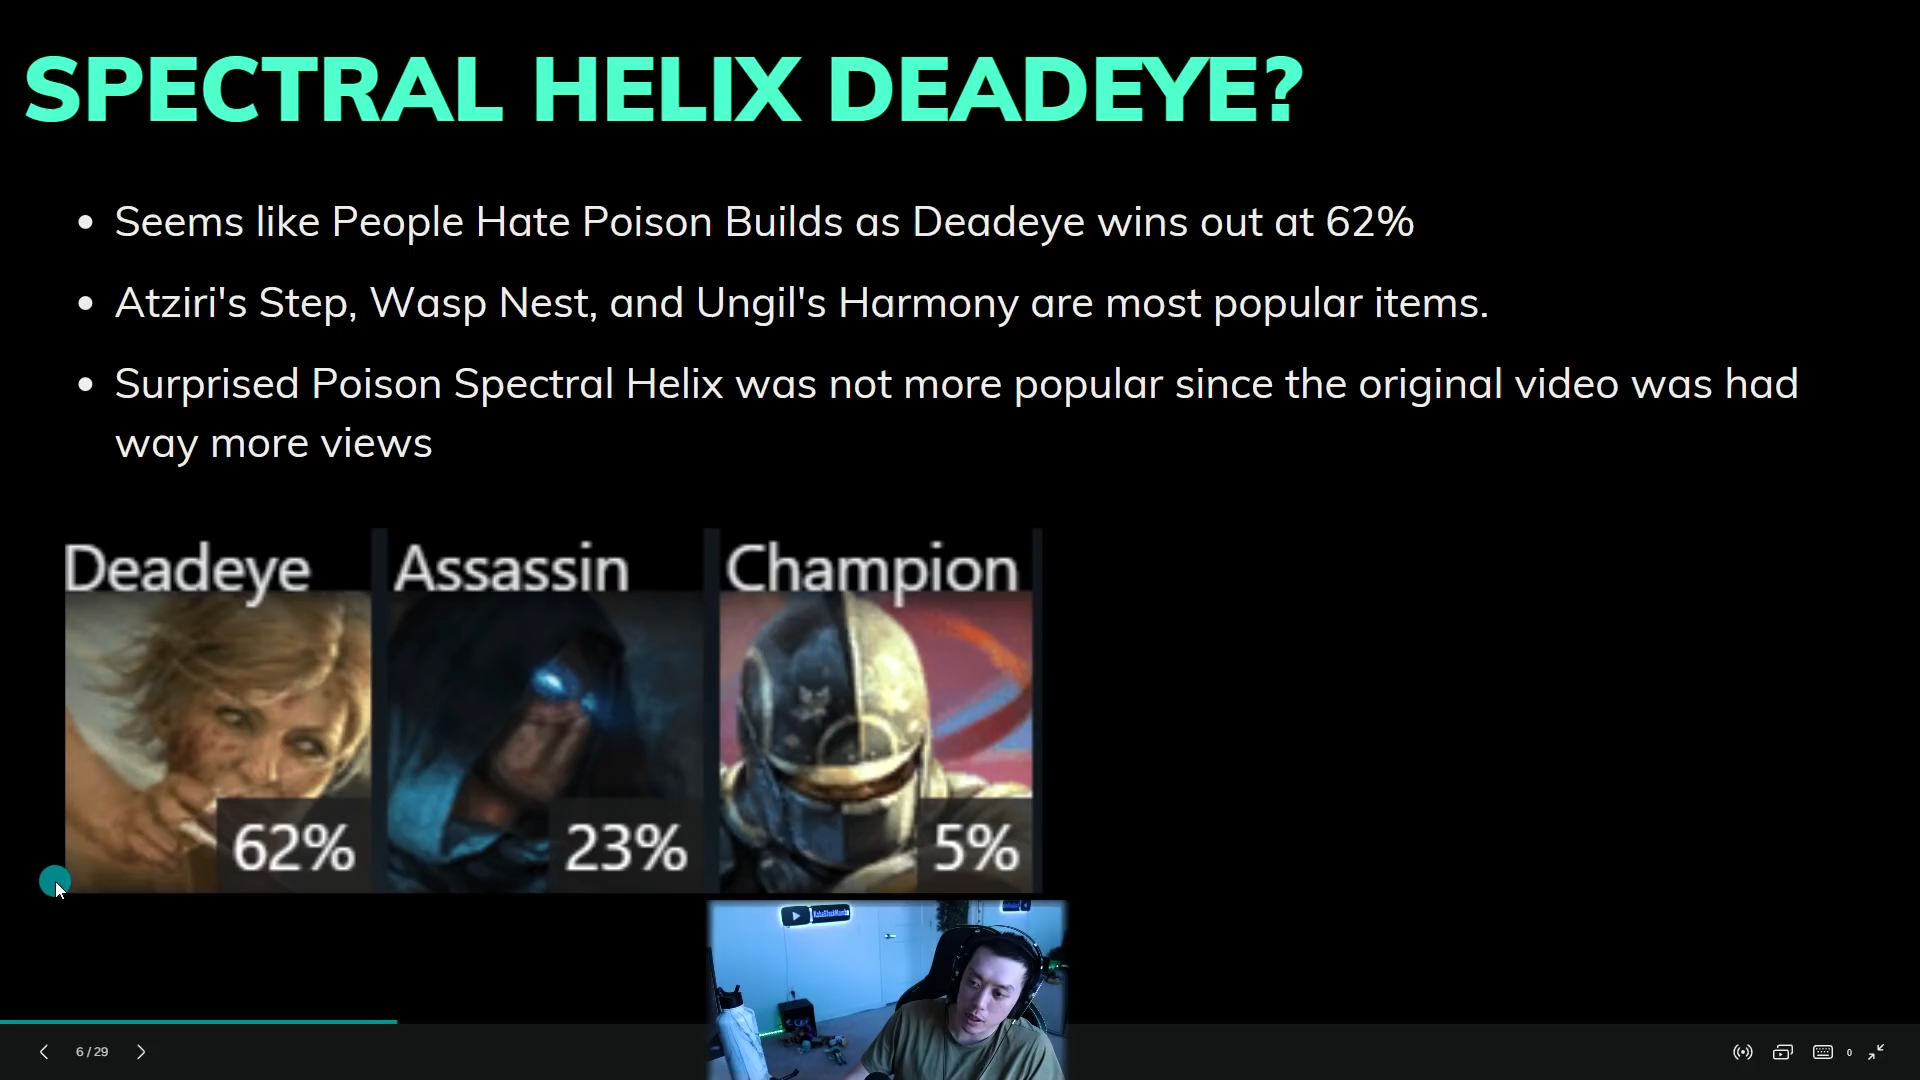 SPECTRAL HELIX DEADEYE?
Seems like People Hate Poison Builds as Deadeye wins out at 62%
Atziri's Step, Wasp Nest, and Ungil's Harmony are most popular items.
Surprised Poison Spectral Helix was not more popular since the original video was had
way more views
Deadeye Assassin Champion
62% 23% 5%
6 / 29
0